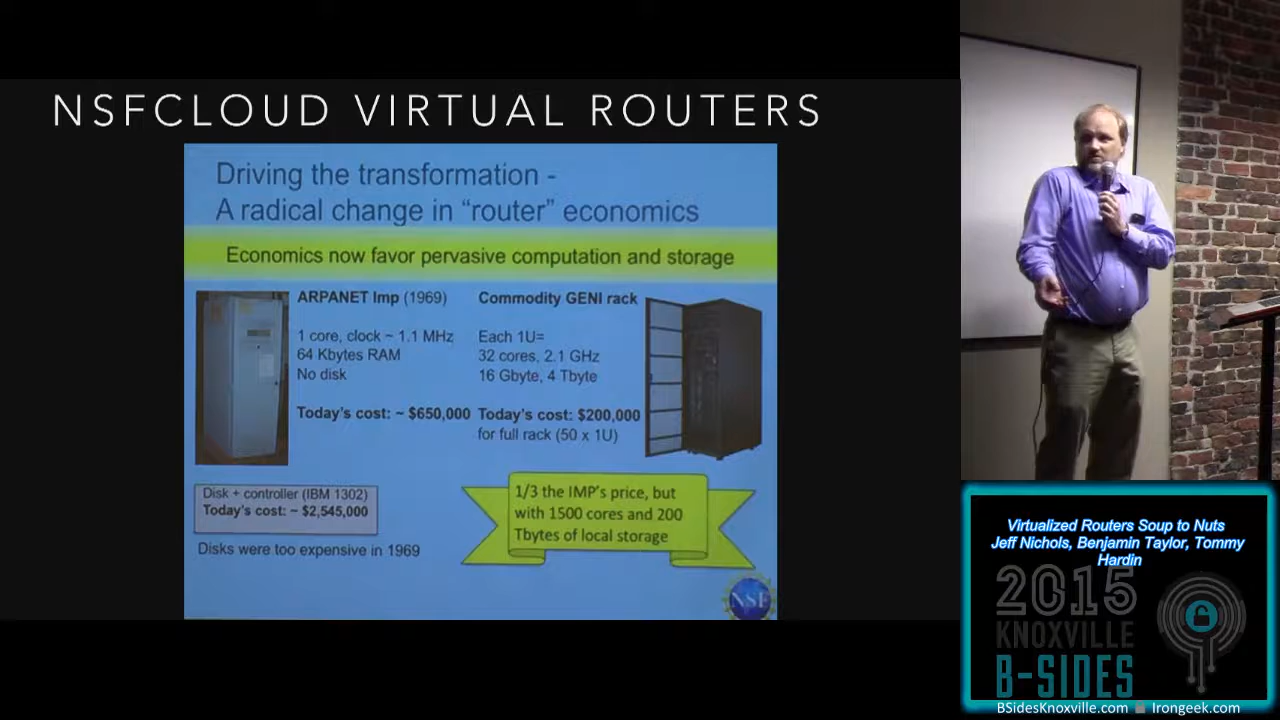 NSFCLOUD VIRTUAL ROUTERS
Driving the transformation -
A radical change in “router” economics
Economics now favor pervasive computation and storage
ARPANET Imp (1969)
1 core, clock ~ 1.1 MHz
64 Kbytes RAM
No disk
Today's cost: ~ $650,000
Commodity GENI rack
Each 1U=
32 cores, 2.1 GHz
16 Gbyte, 4 Tbyte
Today's cost: $200,000
for full rack (50 x 1U)
Disk + controller (IBM 1302)
Today's cost: ~ $2,545,000
Disks were too expensive in 1969
1/3 the IMP's price, but
with 1500 cores and 200
Tbytes of local storage
NSF
Virtualized Routers Soup to Nuts
Jeff Nichols, Benjamin Taylor, Tommy
Hardin
2015
KNOXVILLE
B-SIDES
BSidesKnoxville.com Irongeek.com